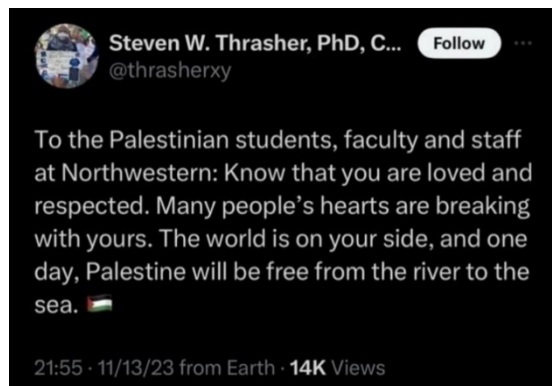 Steven W. Thrasher, PhD, C... Follow
@thrasherxy
To the Palestinian students, faculty and staff
at Northwestern: Know that you are loved and
respected. Many people’s hearts are breaking
with yours. The world is on your side, and one
day, Palestine will be free from the river to the
sea. 🇵🇸
21:55 · 11/13/23 from Earth · 14K Views